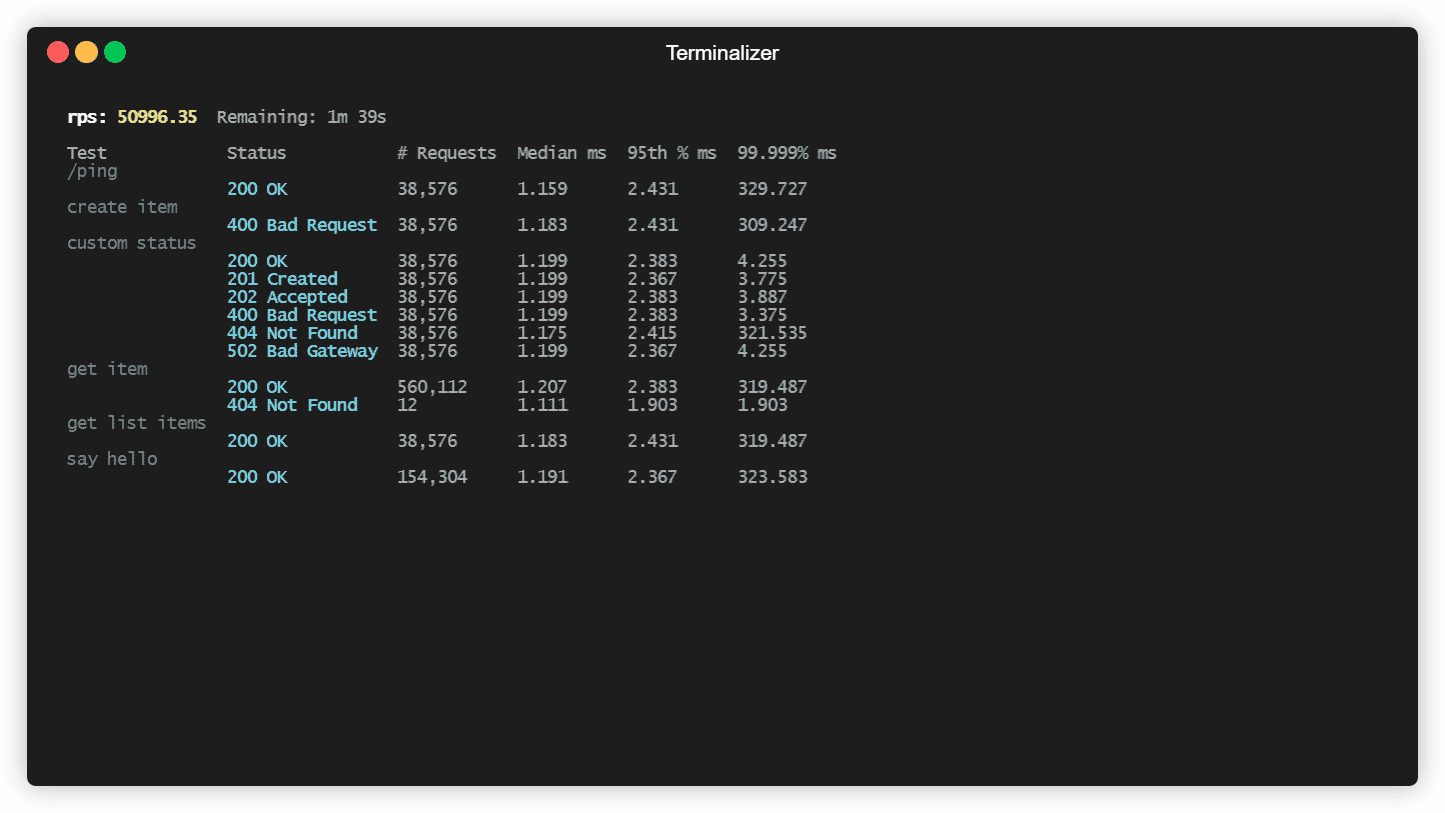 Terminalizer
rps: 50996.35  Remaining: 1m 39s
Test            Status           # Requests  Median ms  95th % ms  99.999% ms
/ping
                200 OK           38,576      1.159      2.431      329.727
create item
                400 Bad Request  38,576      1.183      2.431      309.247
custom status
                200 OK           38,576      1.199      2.383      4.255
                201 Created      38,576      1.199      2.367      3.775
                202 Accepted     38,576      1.199      2.383      3.887
                400 Bad Request  38,576      1.199      2.383      3.375
                404 Not Found    38,576      1.175      2.415      321.535
                502 Bad Gateway  38,576      1.199      2.367      4.255
get item
                200 OK           560,112     1.207      2.383      319.487
                404 Not Found    12          1.111      1.903      1.903
get list items
                200 OK           38,576      1.183      2.431      319.487
say hello
                200 OK           154,304     1.191      2.367      323.583